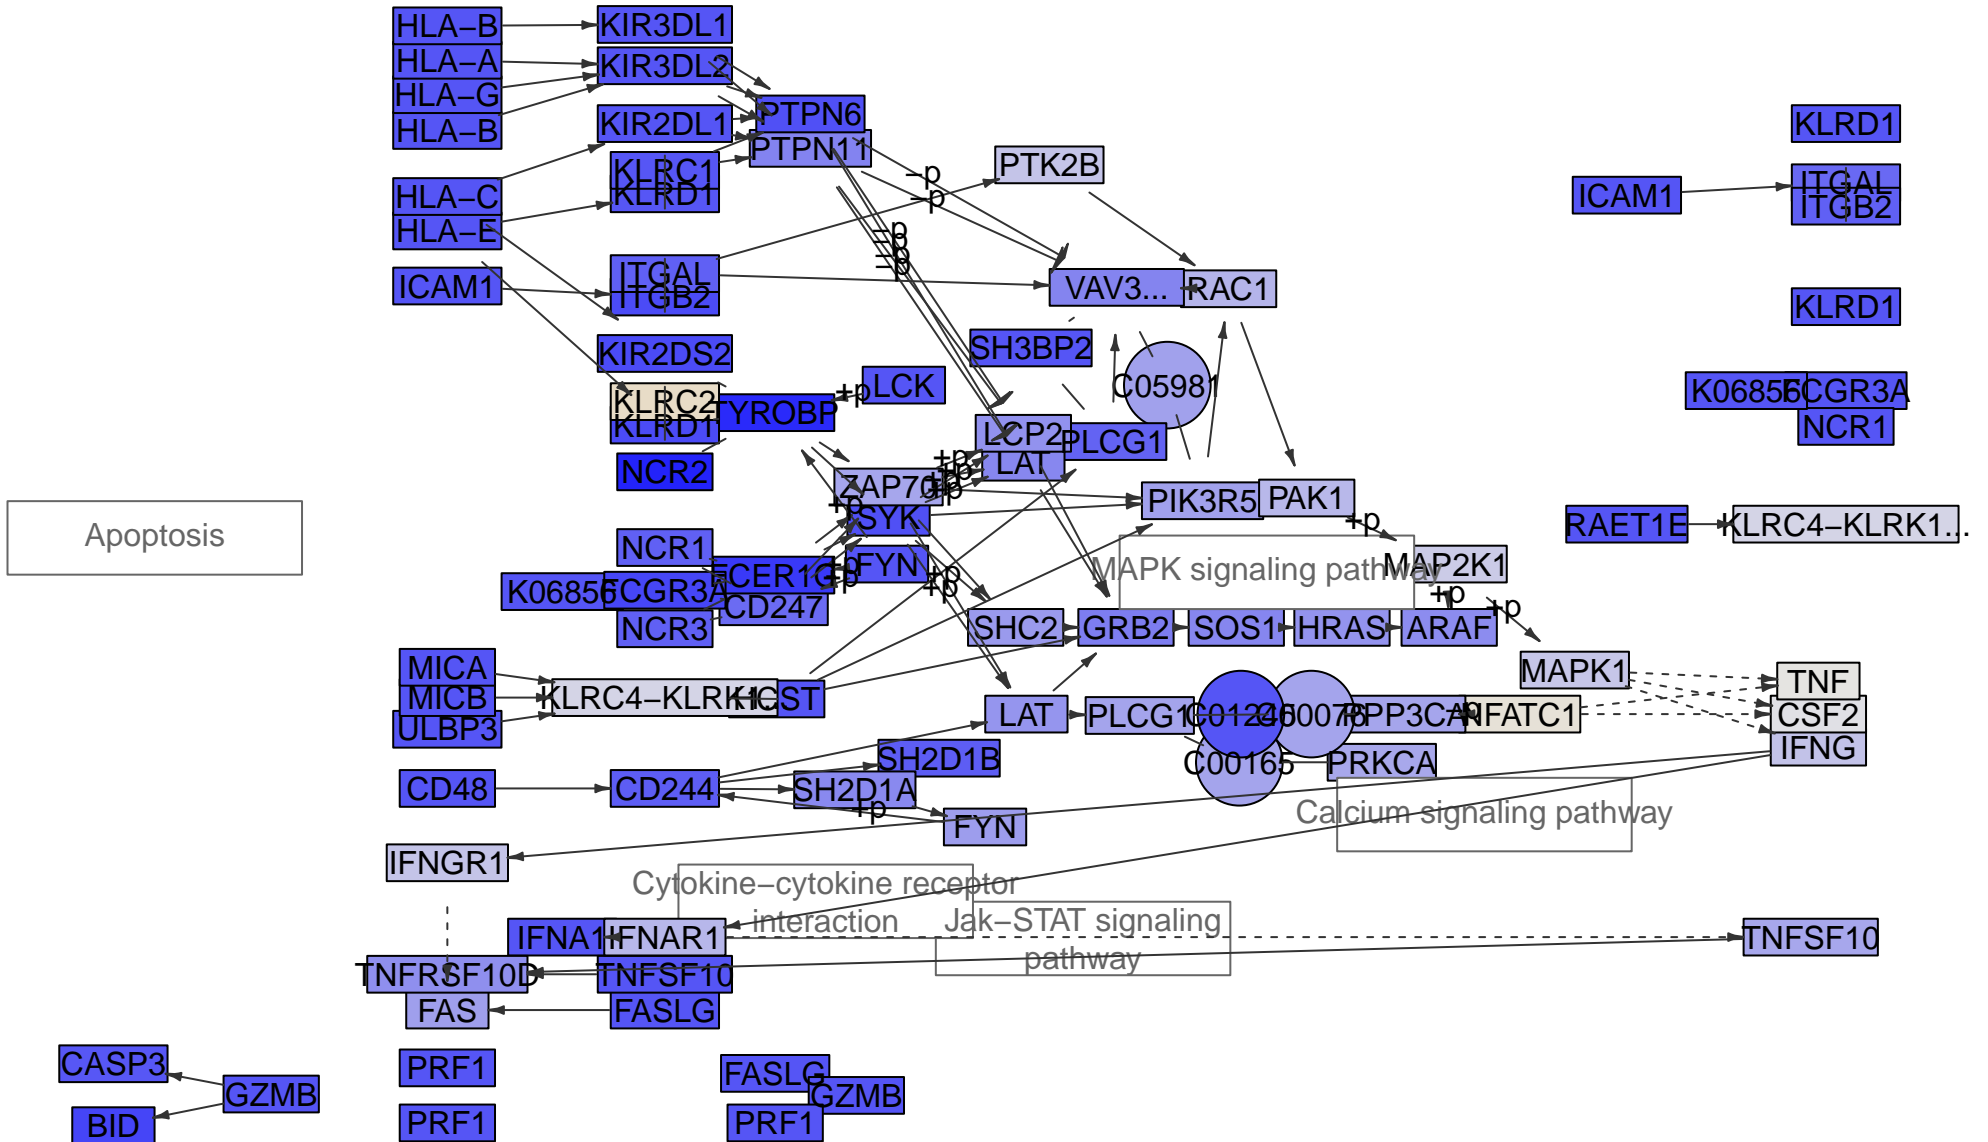 HLA−B
KIR3DL1
HLA−A
KIR3DL2
HLA−G
HLA−B
PTPN6
KIR2DL1
KLRD1
PTPN11
PTK2B
KLRC1
KLRD1
−p
−p
HLA−C
HLA−E
ICAM1
ITGAL
ITGB2
−p
−p
−p
−p
ICAM1
ITGAL
ITGB2
VAV3...
RAC1
KLRD1
SH3BP2
KIR2DS2
C05981
LCK
+p
KLRC2
KLRD1
TYROBP
K06856
FCGR3A
NCR1
LCP2
PLCG1
LAT
NCR2
+p
+p
+p
+p
+p
ZAP70
SYK
+p
PIK3R5
PAK1
+p
RAET1E
KLRC4−KLRK1...
Apoptosis
NCR1
FCER1G
FYN
+p
+p
+p
+p
MAPK signaling pathway
MAP2K1
K06856
FCGR3A
CD247
NCR3
+p
+p
SHC2
GRB2
SOS1
HRAS
ARAF
MICA
MICB
ULBP3
KLRC4−KLRK1...
HCST
MAPK1
TNF
CSF2
IFNG
LAT
PLCG1
C01245
C00076
PPP3CA
−p
NFATC1
C00165
PRKCA
SH2D1B
CD48
CD244
SH2D1A
+p
FYN
Calcium signaling pathway
IFNGR1
Cytokine−cytokine receptor
interaction
Jak−STAT signaling
pathway
IFNA1
IFNAR1
TNFSF10
TNFRSF10D
TNFSF10
FAS
FASLG
CASP3
GZMB
BID
PRF1
PRF1
FASLG
GZMB
PRF1